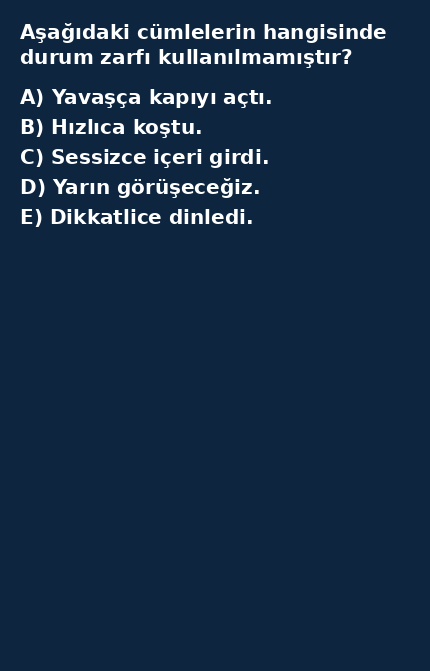 Aşağıdaki cümlelerin hangisinde
durum zarfı kullanılmamıştır?
A) Yavaşça kapıyı açtı.
B) Hızlıca koştu.
C) Sessizce içeri girdi.
D) Yarın görüşeceğiz.
E) Dikkatlice dinledi.